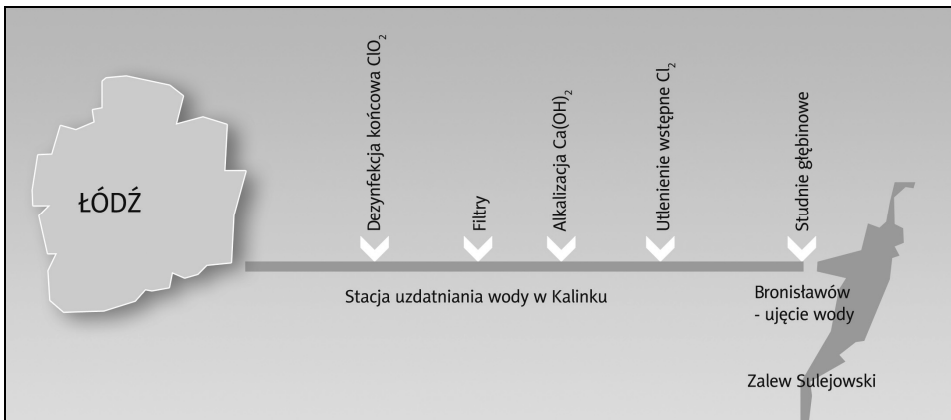 ŁÓDŹ
Dezynfekcja końcowa ClO₂
Filtry
Alkalizacja Ca(OH)₂
Utlenienie wstępne Cl₂
Studnie głębinowe
Stacja uzdatniania wody w Kalinku
Bronisławów
- ujęcie wody
Zalew Sulejowski